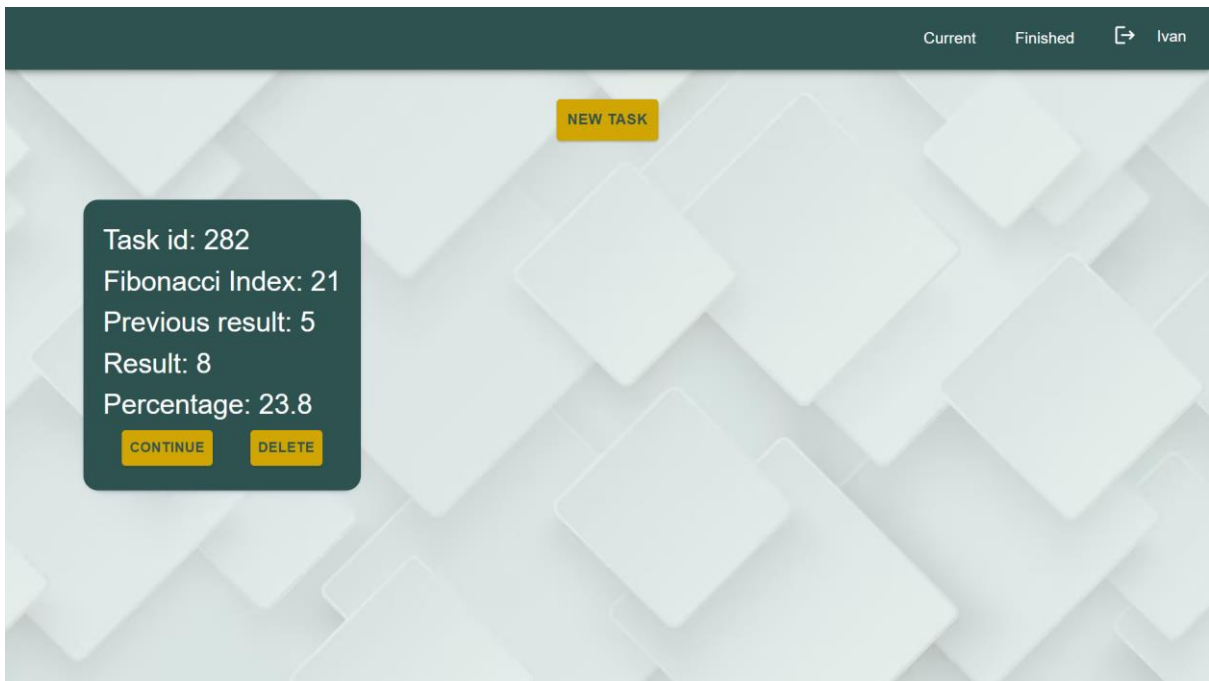 Current Finished Ivan
NEW TASK
Task id: 282
Fibonacci Index: 21
Previous result: 5
Result: 8
Percentage: 23.8
CONTINUE DELETE